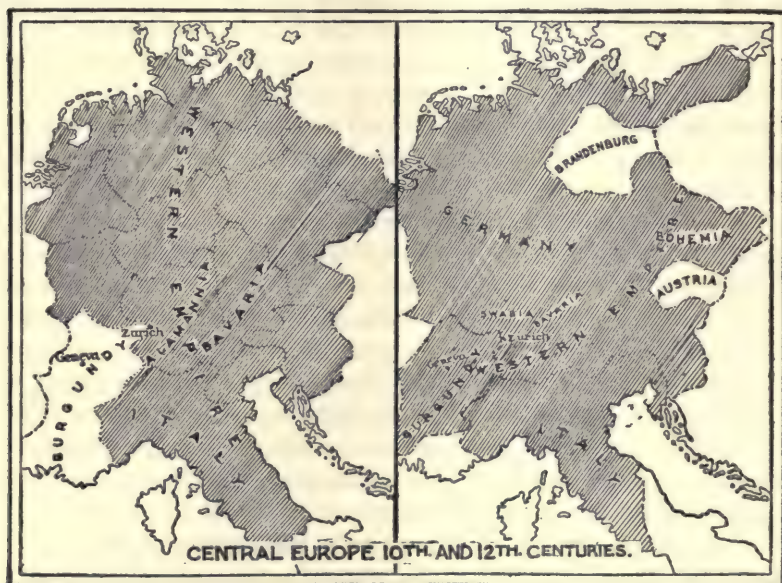 WESTERN EMPIRE
ALAMANNIA
BAVARIA
Zurich
Geneva
BURGUNDY
ITALY
BRANDENBURG
GERMANY
BOHEMIA
AUSTRIA
SWABIA
BAVARIA
Zurich
Geneva
WESTERN EMPIRE
BURGUNDY
ITALY
CENTRAL EUROPE 10TH. AND 12TH. CENTURIES.